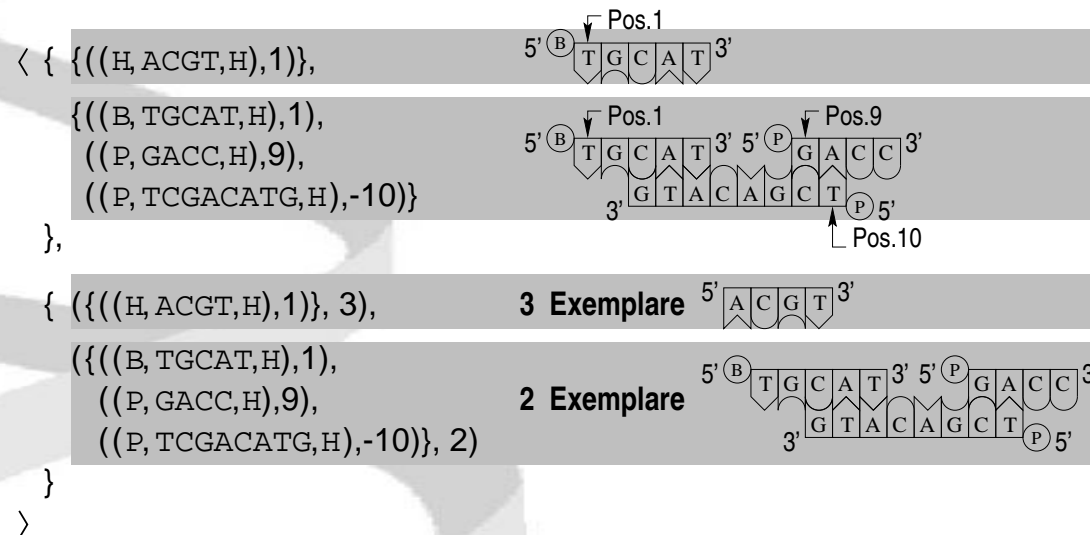 〈 { {((H, ACGT,H),1)}, 5’ B T G C A T 3’ Pos.1
{((B, TGCAT,H),1), Pos.1 Pos.9
((P, GACC,H),9), 5’ B T G C A T 3’ 5’ P G A C C 3’
((P, TCGACATG,H),-10)} 3’ G T A C A G C T P 5’
}, Pos.10
{ ({((H, ACGT,H),1)}, 3), 3 Exemplare 5’ A C G T 3’
({((B, TGCAT,H),1), 5’ B T G C A T 3’ 5’ P G A C C 3
((P, GACC,H),9), 2 Exemplare
((P, TCGACATG,H),-10)}, 2) 3’ G T A C A G C T P 5’
}
〉